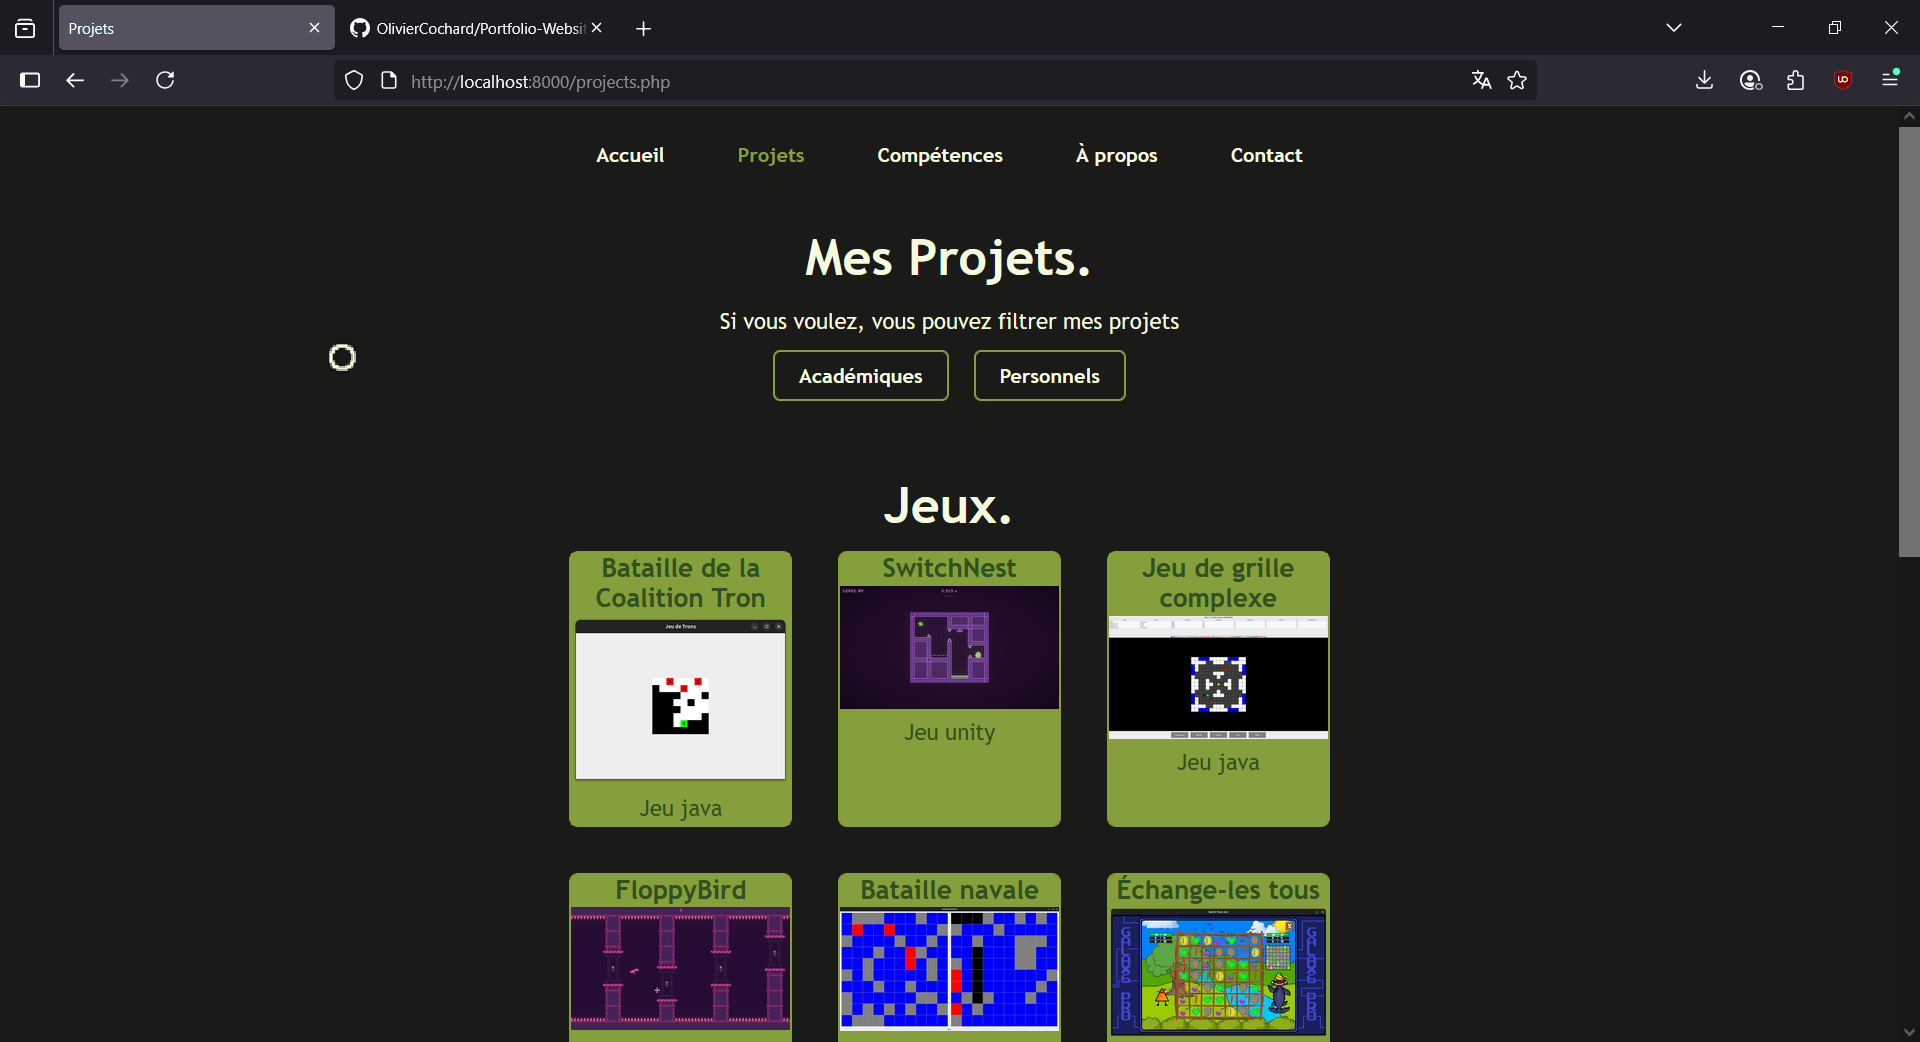 Projets
OlivierCochard/Portfolio-Websi
http://localhost:8000/projects.php
Accueil
Projets
Compétences
À propos
Contact
Mes Projets.
Si vous voulez, vous pouvez filtrer mes projets
Académiques
Personnels
Jeux.
Bataille de la
Coalition Tron
Jeu de Trons
Jeu java
SwitchNest
Jeu unity
Jeu de grille
complexe
Jeu java
FloppyBird
Bataille navale
Échange-les tous